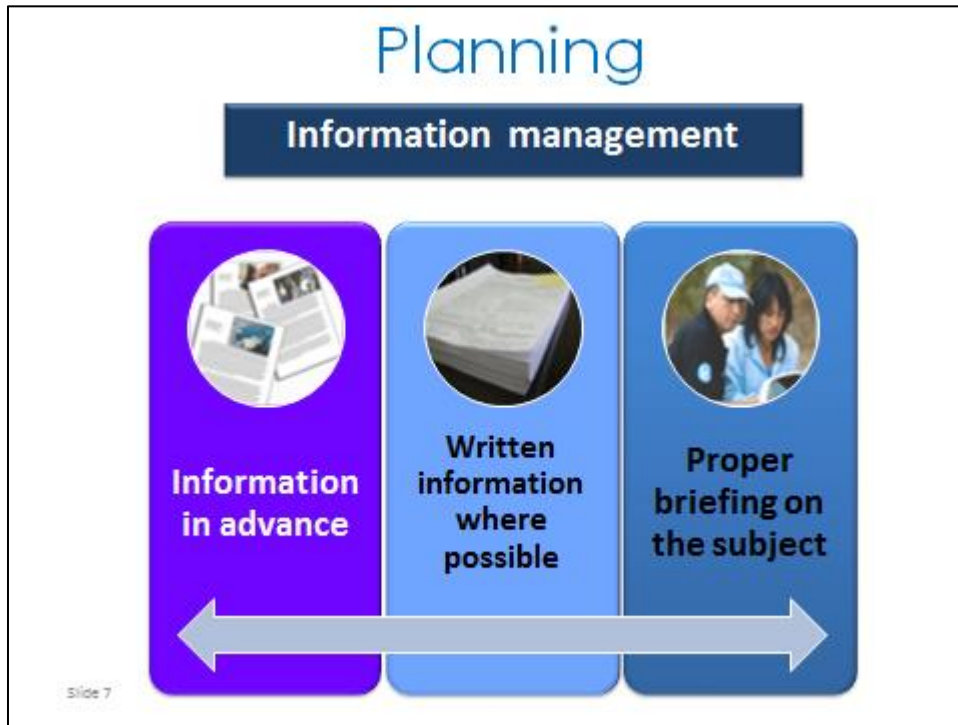 Planning
Information management
Information
in advance
Written
information
where
possible
Proper
briefing on
the subject
Slide 7